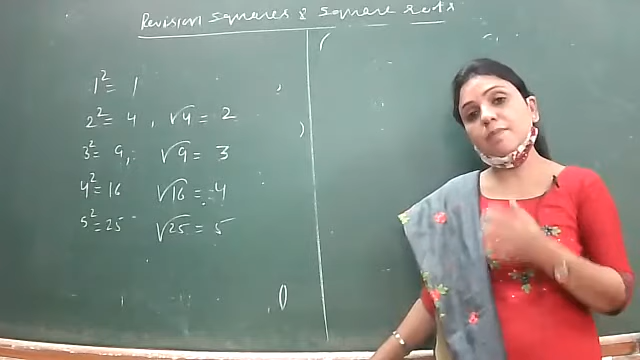 Revision squares & square roots
1² = 1
2² = 4, √4 = 2
3² = 9, √9 = 3
4² = 16 √16 = 4
5² = 25 √25 = 5